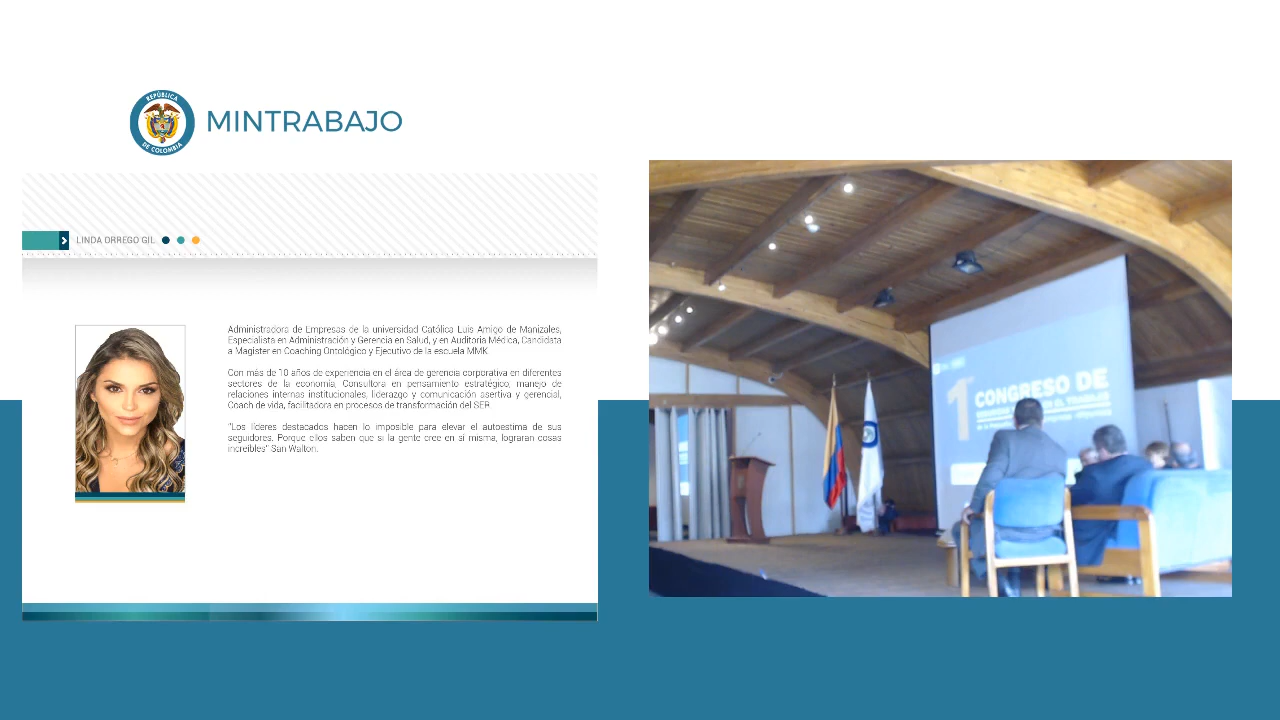 REPÚBLICA
DE COLOMBIA
MINTRABAJO
LINDA ORREGO GIL
Administradora de Empresas de la universidad Católica Luis Amigo de Manizales,
Especialista en Administración y Gerencia en Salud, y en Auditoria Médica, Candidata
a Magister en Coaching Ontológico y Ejecutivo de la escuela MMK.
Con más de 10 años de experiencia en el área de gerencia corporativa en diferentes
sectores de la economía, Consultora en pensamiento estratégico, manejo de
relaciones internas institucionales, liderazgo y comunicación asertiva y gerencial,
Coach de vida, facilitadora en procesos de transformación del SER.
"Los líderes destacados hacen lo imposible para elevar el autoestima de sus
seguidores. Porque ellos saben que si la gente cree en sí misma, lograran cosas
increíbles" San Walton.
1er CONGRESO DE
EN EL TRABAJO